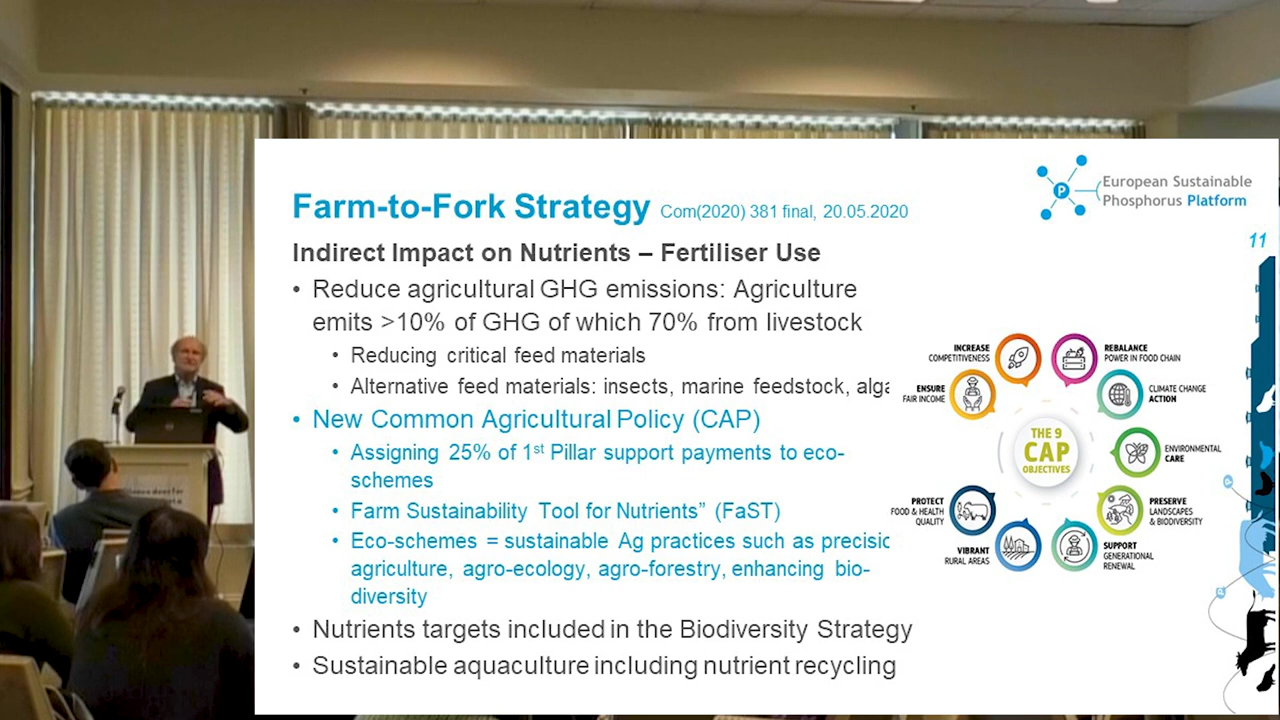 European Sustainable
Phosphorus Platform
P
11
Farm-to-Fork Strategy Com(2020) 381 final, 20.05.2020
Indirect Impact on Nutrients – Fertiliser Use
• Reduce agricultural GHG emissions: Agriculture
emits >10% of GHG of which 70% from livestock
• Reducing critical feed materials
• Alternative feed materials: insects, marine feedstock,
• New Common Agricultural Policy (CAP)
• Assigning 25% of 1st Pillar support payments to eco-
schemes
• Farm Sustainability Tool for Nutrients” (FaST)
• Eco-schemes = sustainable Ag practices such as
agriculture, agro-ecology, agro-forestry, enhancing bio-
diversity
• Nutrients targets included in the Biodiversity Strategy
• Sustainable aquaculture including nutrient recycling
THE 9
CAP
OBJECTIVES
INCREASE
COMPETITIVENESS
REBALANCE
POWER IN FOOD CHAIN
ENSURE
FAIR INCOME
CLIMATE CHANGE
ACTION
ENVIRONMENTAL
CARE
PROTECT
FOOD & HEALTH
QUALITY
PRESERVE
LANDSCAPES
& BIODIVERSITY
VIBRANT
RURAL AREAS
SUPPORT
GENERATIONAL
RENEWAL
P
P